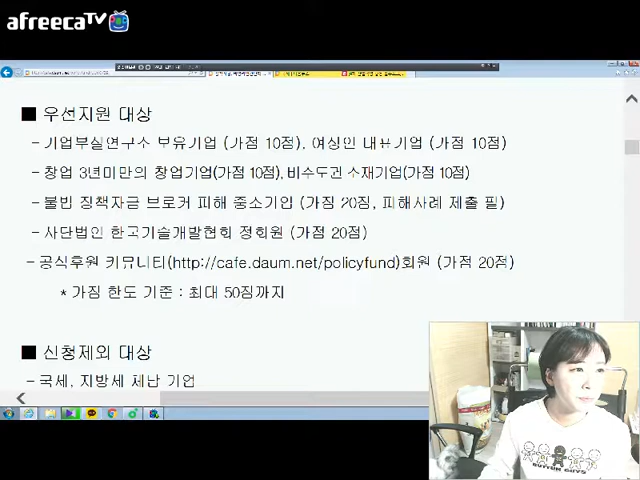 afreecaTV
■ 우선지원 대상
- 기업부설연구소 보유기업 (가점 10점), 여성인 대표기업 (가점 10점)
- 창업 3년미만의 창업기업(가점 10점), 비수도권 소재기업(가점 10점)
- 불법 정책자금 브로커 피해 중소기업 (가점 20점, 피해사례 제출 필)
- 사단법인 한국기술개발협회 정회원 (가점 20점)
- 공식후원 커뮤니티(http://cafe.daum.net/policyfund)회원 (가점 20점)
* 가점 한도 기준 : 최대 50점까지
■ 신청제외 대상
- 국세, 지방세 체납 기업
BUTTON GUYS